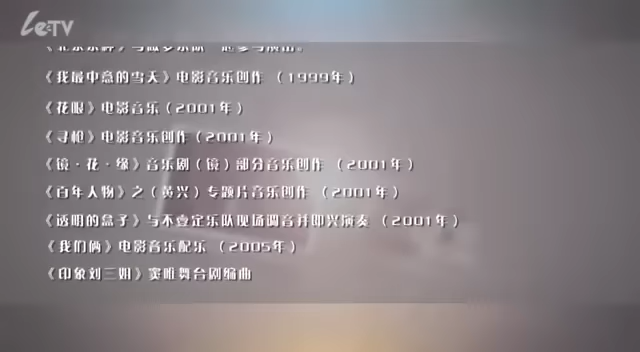 LeTV
《我最中意的雪天》电影音乐创作 （1999年）
《花眼》电影音乐（2001年）
《寻枪》电影音乐创作（2001年）
《镜·花·缘》音乐剧（镜）部分音乐创作 （2001年）
《百年人物》之（黄兴）专题片音乐创作 （2001年）
《透明的盒子》与不一定乐队现场调音并即兴演奏 （2001年）
《我们俩》电影音乐配乐 （2005年）
《印象刘三姐》窦唯舞台剧编曲